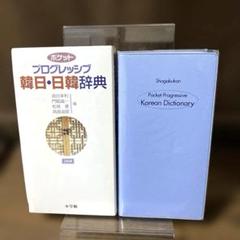 ポケット
プログレッシブ
韓日・日韓辞典
編
小学館
Shogakukan
Pocket Progressive
Korean Dictionary